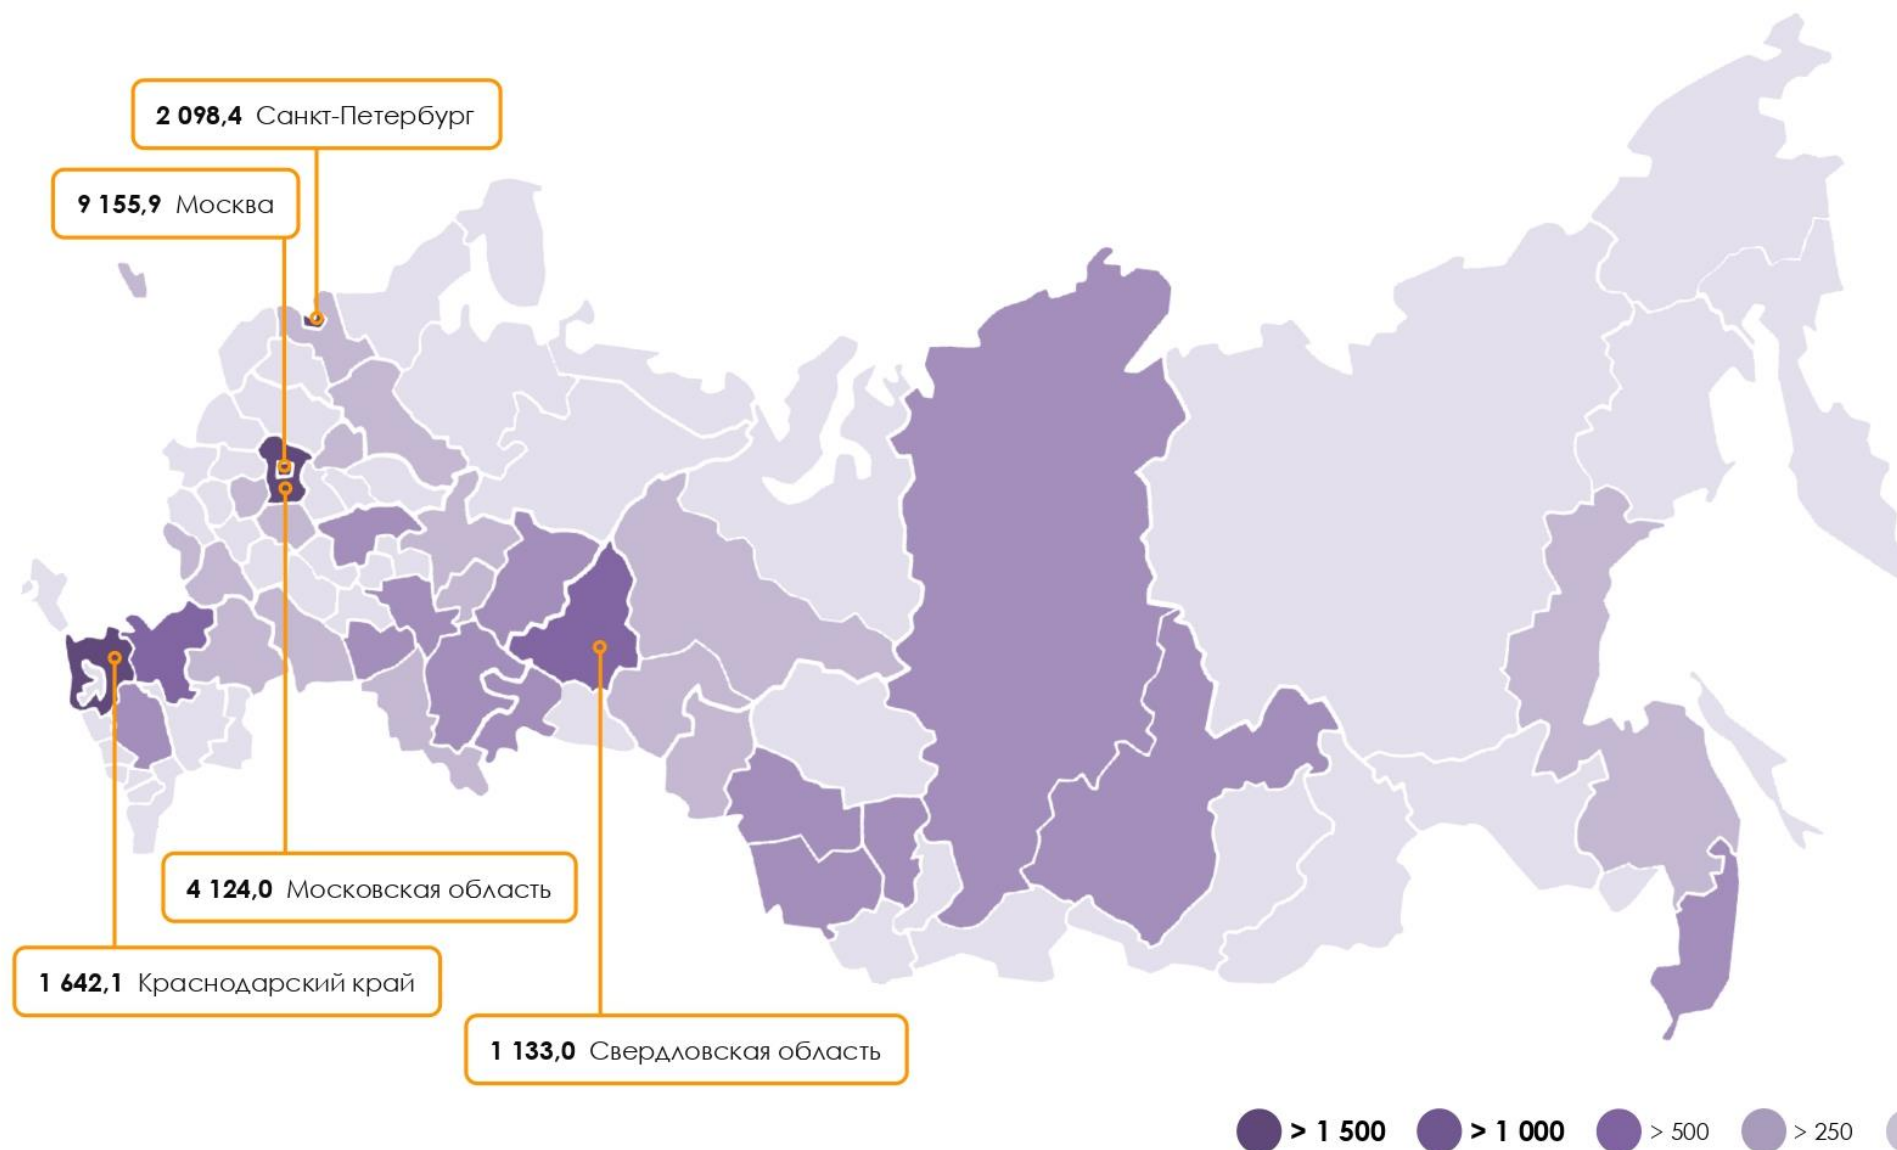 2 098,4 Санкт-Петербург
9 155,9 Москва
4 124,0 Московская область
1 642,1 Краснодарский край
1 133,0 Свердловская область
> 1 500 > 1 000 > 500 > 250